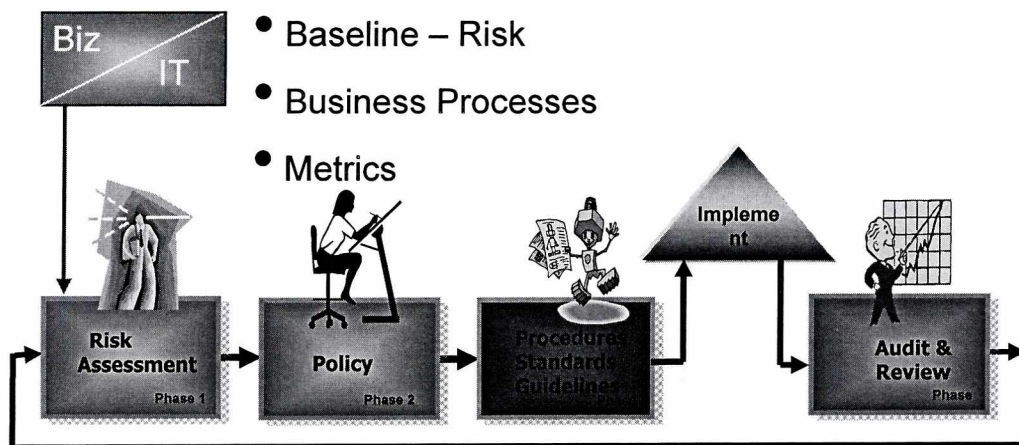 Biz
IT
• Baseline – Risk
• Business Processes
• Metrics
Impleme
nt
Risk
Assessment
Phase 1
Policy
Phase 2
Procedures
Standards
Guidelines
Audit &
Review
Phase